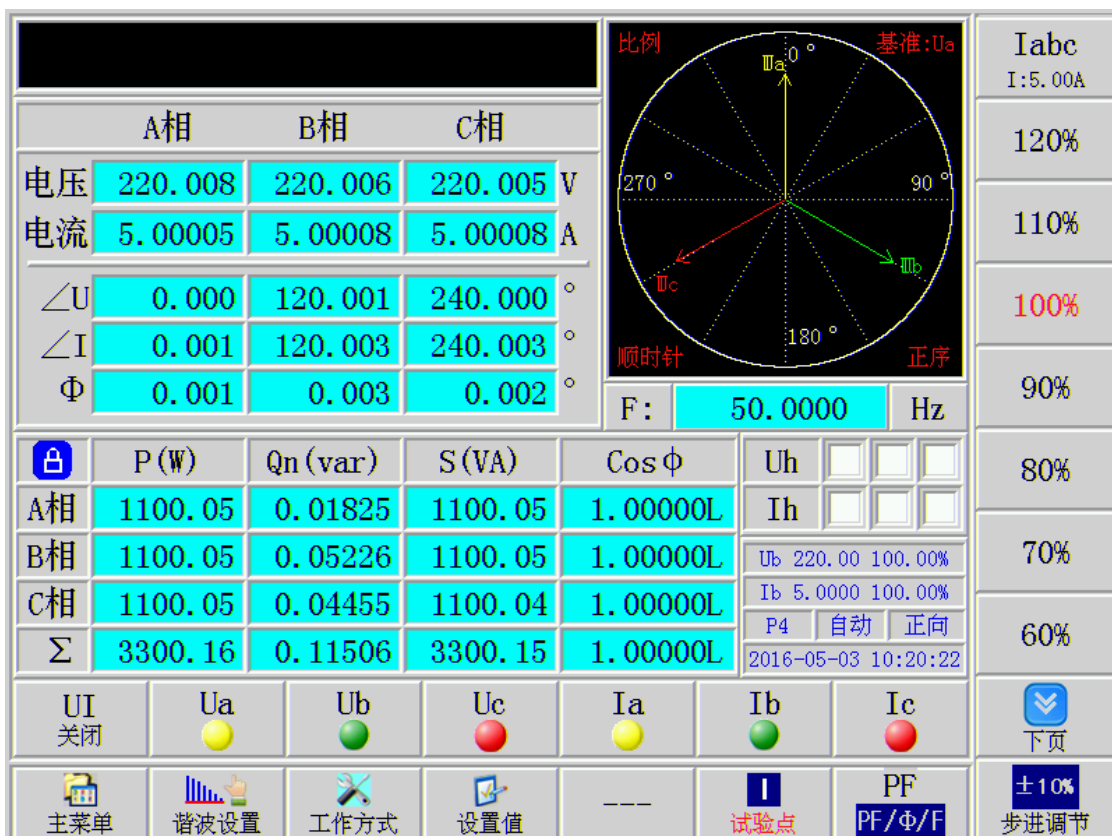 比例 基准:Ua
Ua 0°
270° 90°
Ub
Uc
180°
顺时针 正序
A相 B相 C相
电压 220.008 220.006 220.005 V
电流 5.00005 5.00008 5.00008 A
∠U 0.000 120.001 240.000 °
∠I 0.001 120.003 240.003 °
Φ 0.001 0.003 0.002 °
F: 50.0000 Hz
P(W) Qn(var) S(VA) Cosφ
A相 1100.05 0.01825 1100.05 1.00000L
B相 1100.05 0.05226 1100.05 1.00000L
C相 1100.05 0.04455 1100.04 1.00000L
Σ 3300.16 0.11506 3300.15 1.00000L
Uh
Ih
Ub 220.00 100.00%
Ib 5.0000 100.00%
P4 自动 正向
2016-05-03 10:20:22
Iabc
I:5.00A
120%
110%
100%
90%
80%
70%
60%
下页
UI Ua Ub Uc Ia Ib Ic
关闭
主菜单 谐波设置 工作方式 设置值 --- I PF ±10%
试验点 PF/Φ/F 步进调节